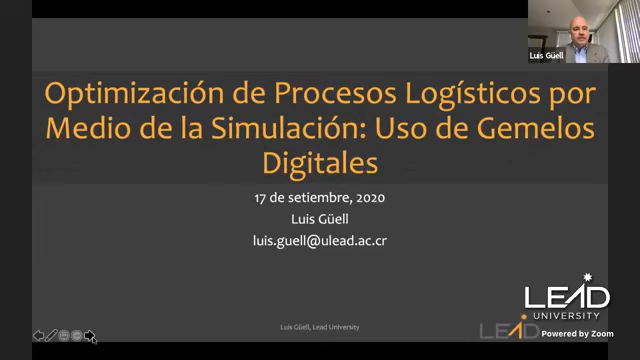 Luis Güell
Optimización de Procesos Logísticos por
Medio de la Simulación: Uso de Gemelos
Digitales
17 de setiembre, 2020
Luis Güell
luis.guell@ulead.ac.cr
LEAD
UNIVERSITY
Luis Güell, Lead University
LEAD
Powered by Zoom